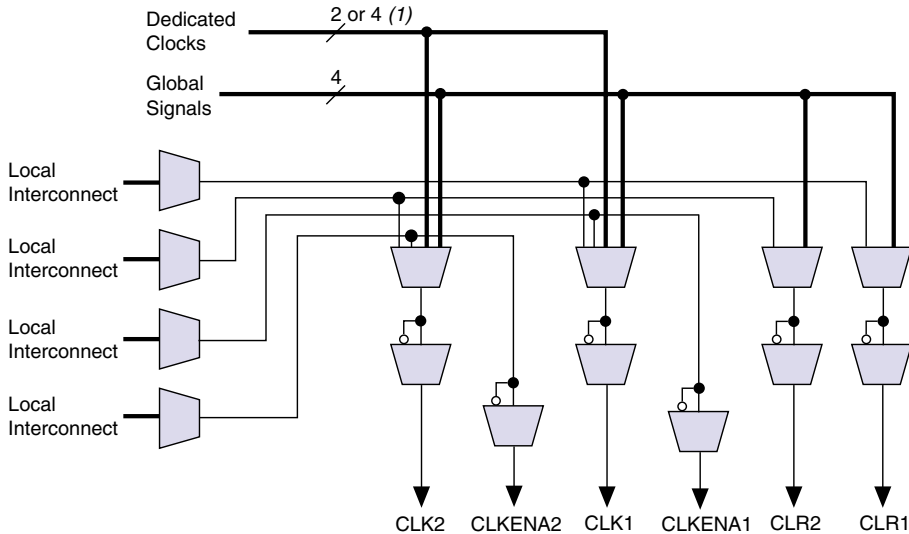 Dedicated
Clocks
2 or 4 (1)
Global
Signals
4
Local
Interconnect
Local
Interconnect
Local
Interconnect
Local
Interconnect
CLK2
CLKENA2
CLK1
CLKENA1
CLR2
CLR1